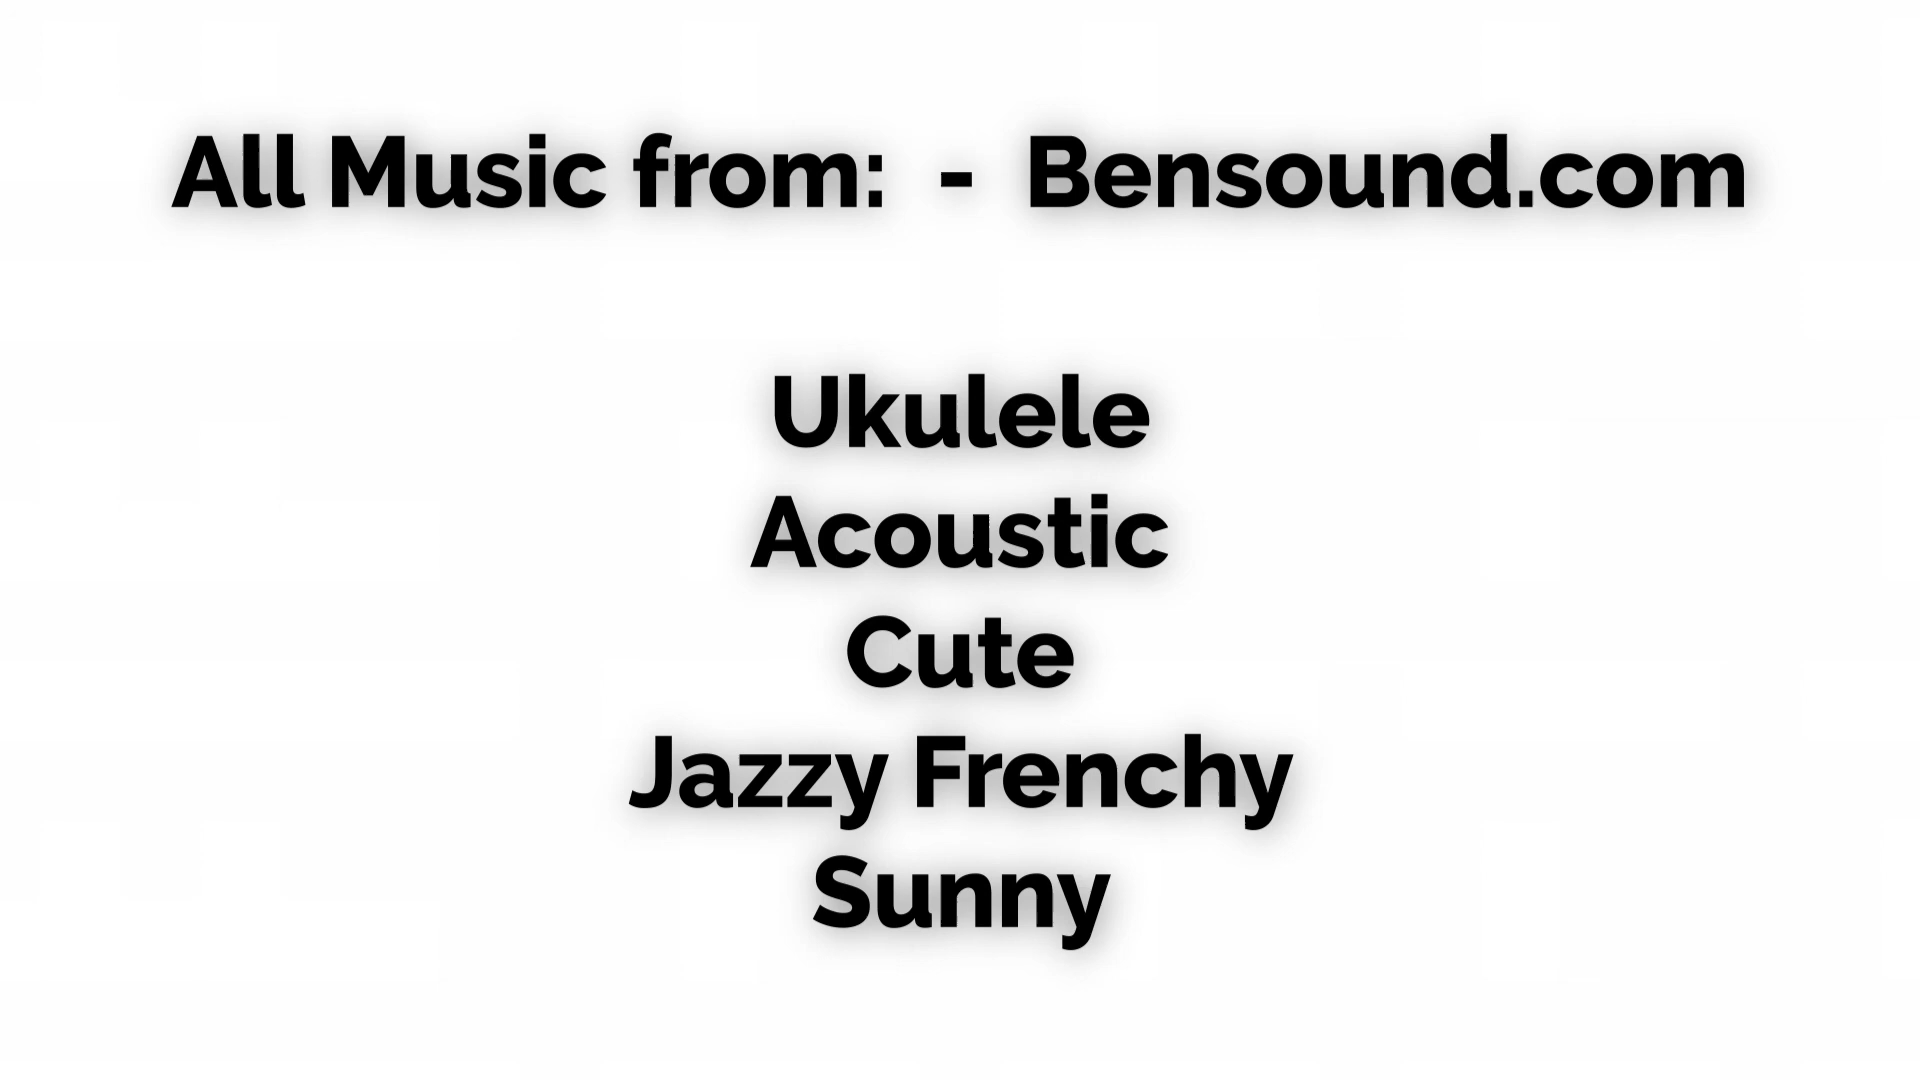 All Music from:  -  Bensound.com
Ukulele
Acoustic
Cute
Jazzy Frenchy
Sunny